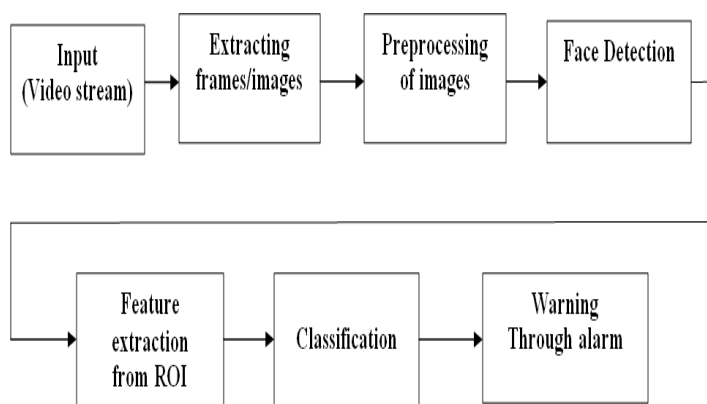 Input
(Video stream)
Extracting
frames/images
Preprocessing
of images
Face Detection
Feature
extraction
from ROI
Classification
Warning
Through alarm